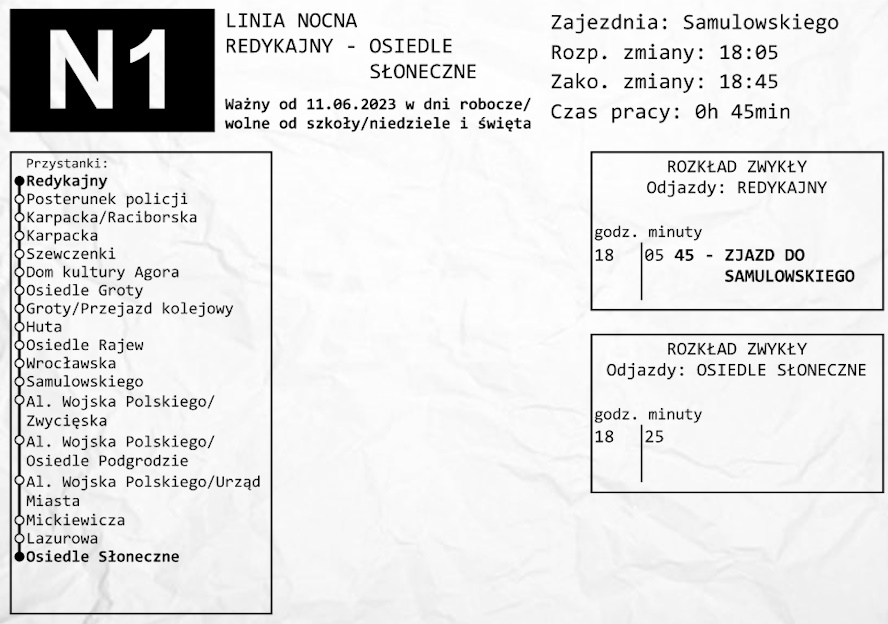 N1
LINIA NOCNA
REDYKAJNY - OSIEDLE
SŁONECZNE
Ważny od 11.06.2023 w dni robocze/
wolne od szkoły/niedziele i święta
Zajezdnia: Samulowskiego
Rozp. zmiany: 18:05
Zako. zmiany: 18:45
Czas pracy: 0h 45min
Przystanki:
Redykajny
Posterunek policji
Karpacka/Raciborska
Karpacka
Szewczenki
Dom kultury Agora
Osiedle Groty
Groty/Przejazd kolejowy
Huta
Osiedle Rajew
Wrocławska
Samulowskiego
Al. Wojska Polskiego/
Zwycięska
Al. Wojska Polskiego/
Osiedle Podgrodzie
Al. Wojska Polskiego/Urząd
Miasta
Mickiewicza
Lazurowa
Osiedle Słoneczne
ROZKŁAD ZWYKŁY
Odjazdy: REDYKAJNY
godz. minuty
18 05 45 - ZJAZD DO
SAMULOWSKIEGO
ROZKŁAD ZWYKŁY
Odjazdy: OSIEDLE SŁONECZNE
godz. minuty
18 25